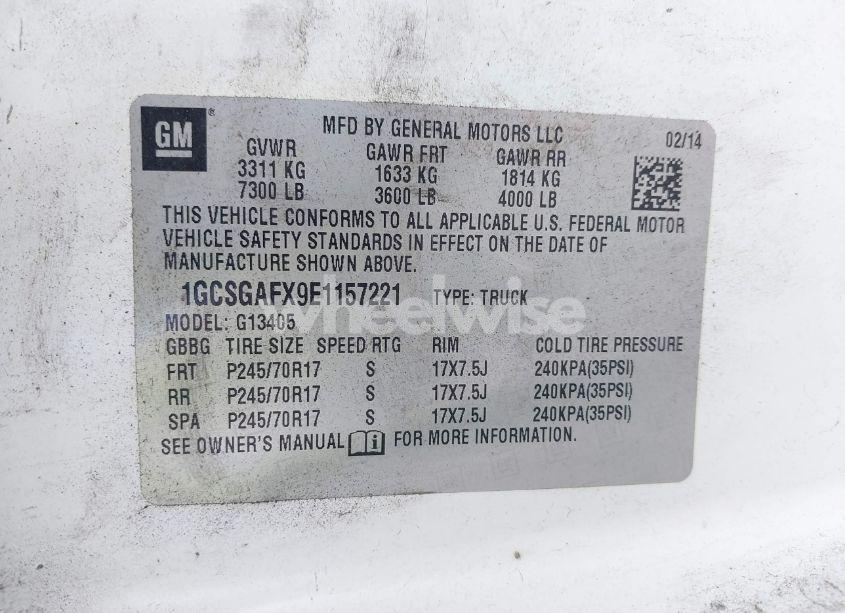 GM®
MFD BY GENERAL MOTORS LLC 02/14
GVWR GAWR FRT GAWR RR
3311 KG 1633 KG 1814 KG
7300 LB 3600 LB 4000 LB
THIS VEHICLE CONFORMS TO ALL APPLICABLE U.S. FEDERAL MOTOR
VEHICLE SAFETY STANDARDS IN EFFECT ON THE DATE OF
MANUFACTURE SHOWN ABOVE.
1GCSGAFX9E1157221 TYPE: TRUCK
wheelwise
MODEL: G13405
GBBG TIRE SIZE SPEED RTG RIM COLD TIRE PRESSURE
FRT P245/70R17 S 17X7.5J 240KPA(35PSI)
RR P245/70R17 S 17X7.5J 240KPA(35PSI)
SPA P245/70R17 S 17X7.5J 240KPA(35PSI)
SEE OWNER'S MANUAL FOR MORE INFORMATION.